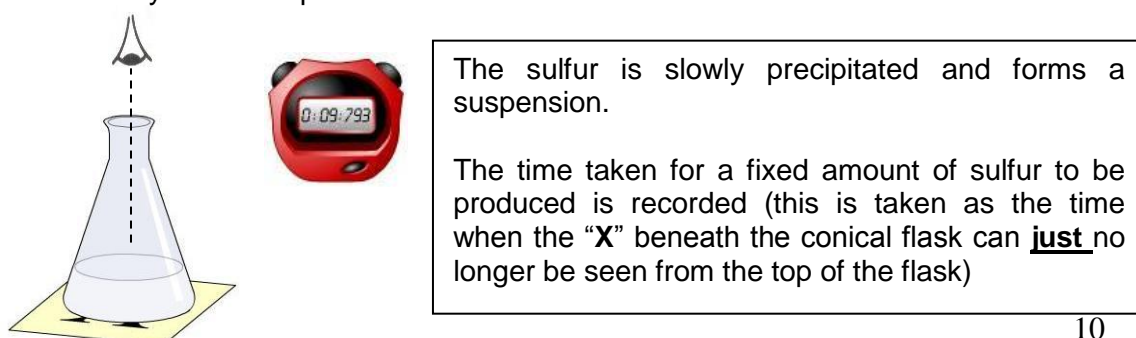 0:09:793
The sulfur is slowly precipitated and forms a
suspension.
The time taken for a fixed amount of sulfur to be
produced is recorded (this is taken as the time
when the “X” beneath the conical flask can just no
longer be seen from the top of the flask)
10